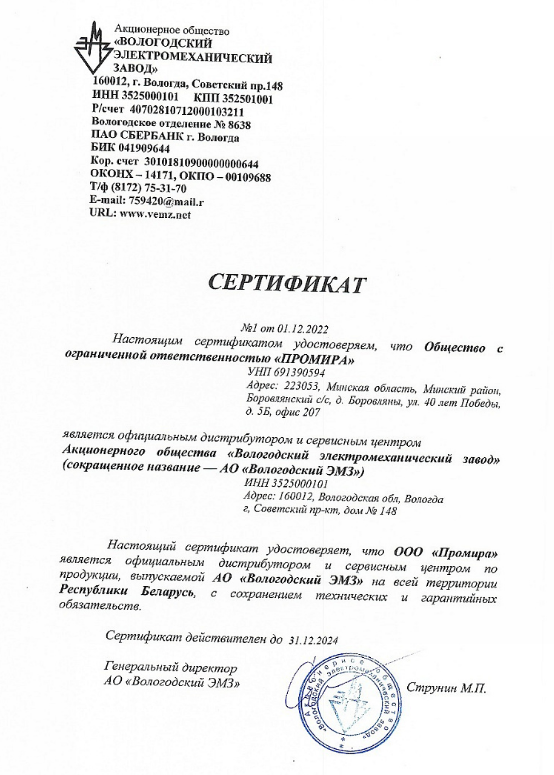 ЭМЗ
Акционерное общество
«ВОЛОГОДСКИЙ
ЭЛЕКТРОМЕХАНИЧЕСКИЙ
ЗАВОД»
160012, г. Вологда, Советский пр.148
ИНН 3525000101 КПП 352501001
Р/счет 40702810712000103211
Вологодское отделение № 8638
ПАО СБЕРБАНК г. Вологда
БИК 041909644
Кор. счет 30101810900000000644
ОКОНХ – 14171, ОКПО – 00109688
Т/ф (8172) 75-31-70
E-mail: 759420@mail.r
URL: www.vemz.net
СЕРТИФИКАТ
№1 от 01.12.2022
Настоящим сертификатом удостоверяем, что Общество с
ограниченной ответственностью «ПРОМИРА»
УНП 691390594
Адрес: 223053, Минская область, Минский район,
Боровлянский с/с, д. Боровляны, ул. 40 лет Победы,
д. 5Б, офис 207
является официальным дистрибутором и сервисным центром
Акционерного общества «Вологодский электромеханический завод»
(сокращенное название — АО «Вологодский ЭМЗ»)
ИНН 3525000101
Адрес: 160012, Вологодская обл, Вологда
г, Советский пр-кт, дом № 148
Настоящий сертификат удостоверяет, что ООО «Промира»
является официальным дистрибутором и сервисным центром по
продукции, выпускаемой АО «Вологодский ЭМЗ» на всей территории
Республики Беларусь, с сохранением технических и гарантийных
обязательств.
Сертификат действителен до 31.12.2024
Генеральный директор
АО «Вологодский ЭМЗ»
Струнин М.П.
Акционерное общество
«Вологодский Электромеханический завод»